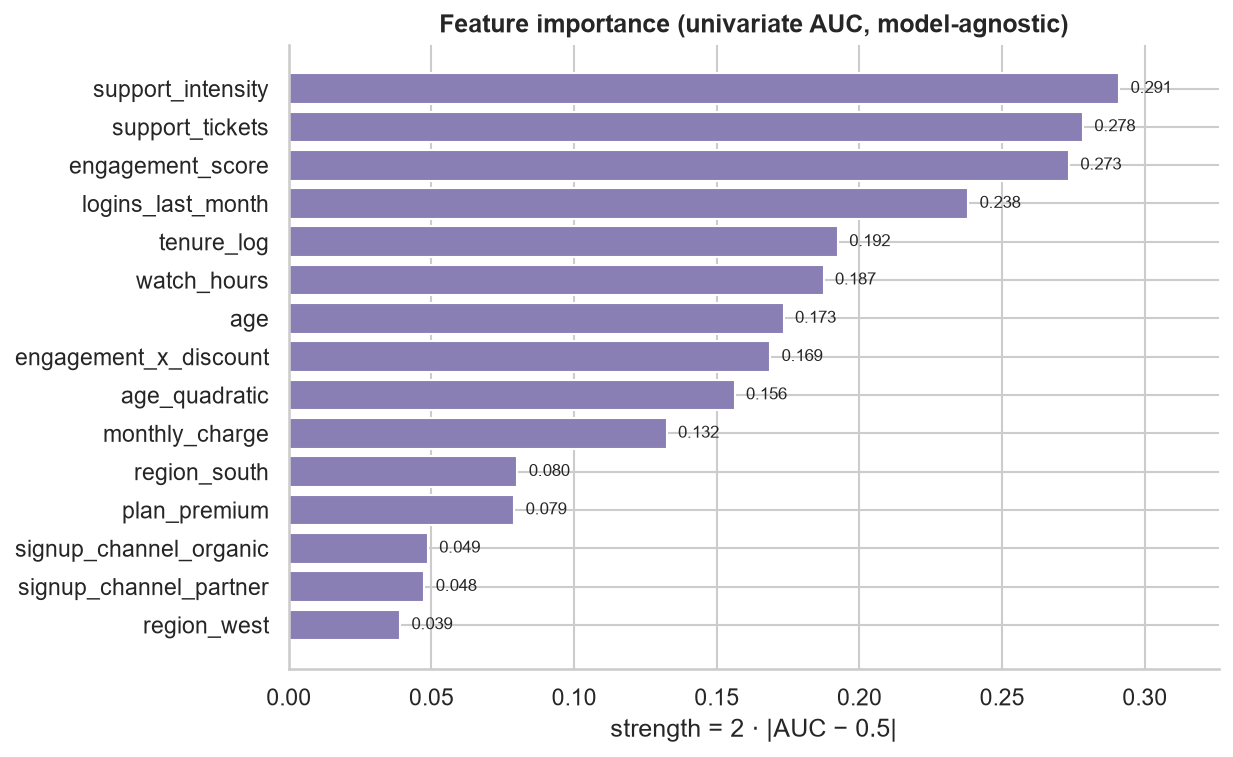 Feature importance (univariate AUC, model-agnostic)
support_intensity 0.291
support_tickets 0.278
engagement_score 0.273
logins_last_month 0.238
tenure_log 0.192
watch_hours 0.187
age 0.173
engagement_x_discount 0.169
age_quadratic 0.156
monthly_charge 0.132
region_south 0.080
plan_premium 0.079
signup_channel_organic 0.049
signup_channel_partner 0.048
region_west 0.039
0.00 0.05 0.10 0.15 0.20 0.25 0.30
strength = 2 · |AUC − 0.5|